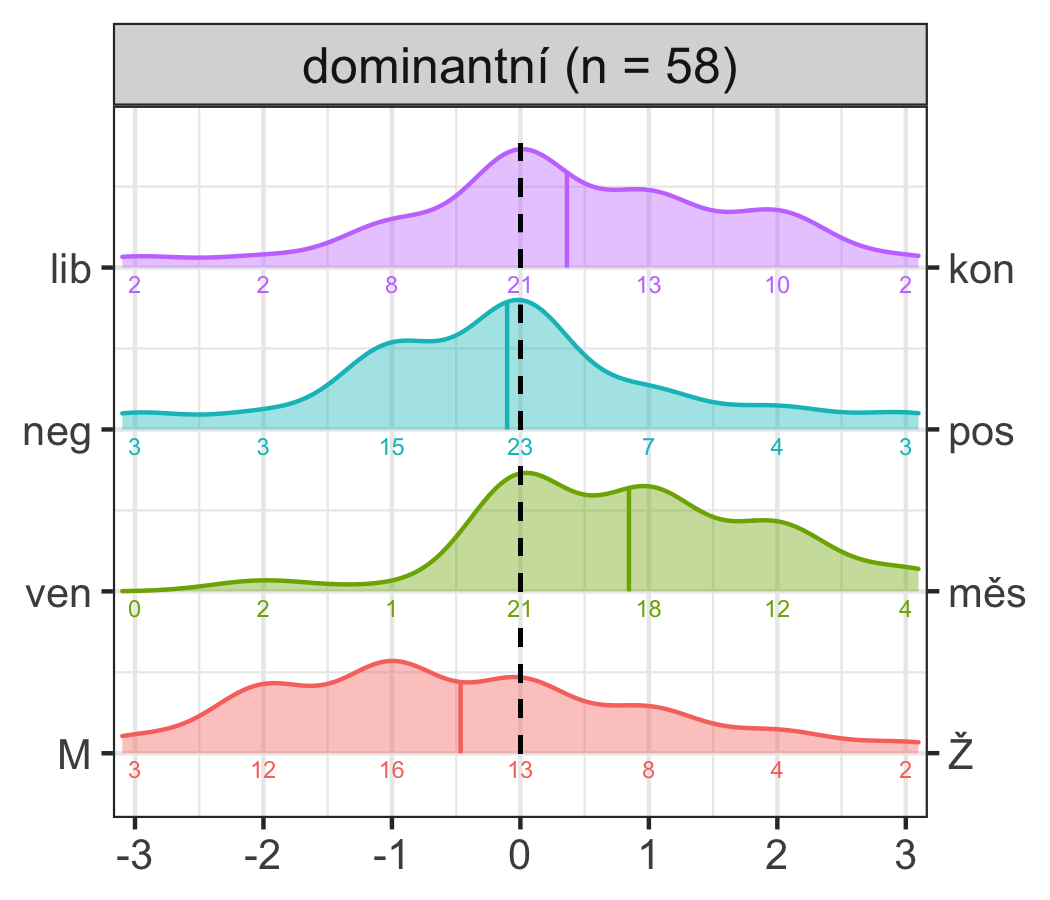 dominantní (n = 58)
lib kon
2 2 8 21 13 10 2
neg pos
3 3 15 23 7 4 3
ven měs
0 2 1 21 18 12 4
M Ž
3 12 16 13 8 4 2
-3 -2 -1 0 1 2 3